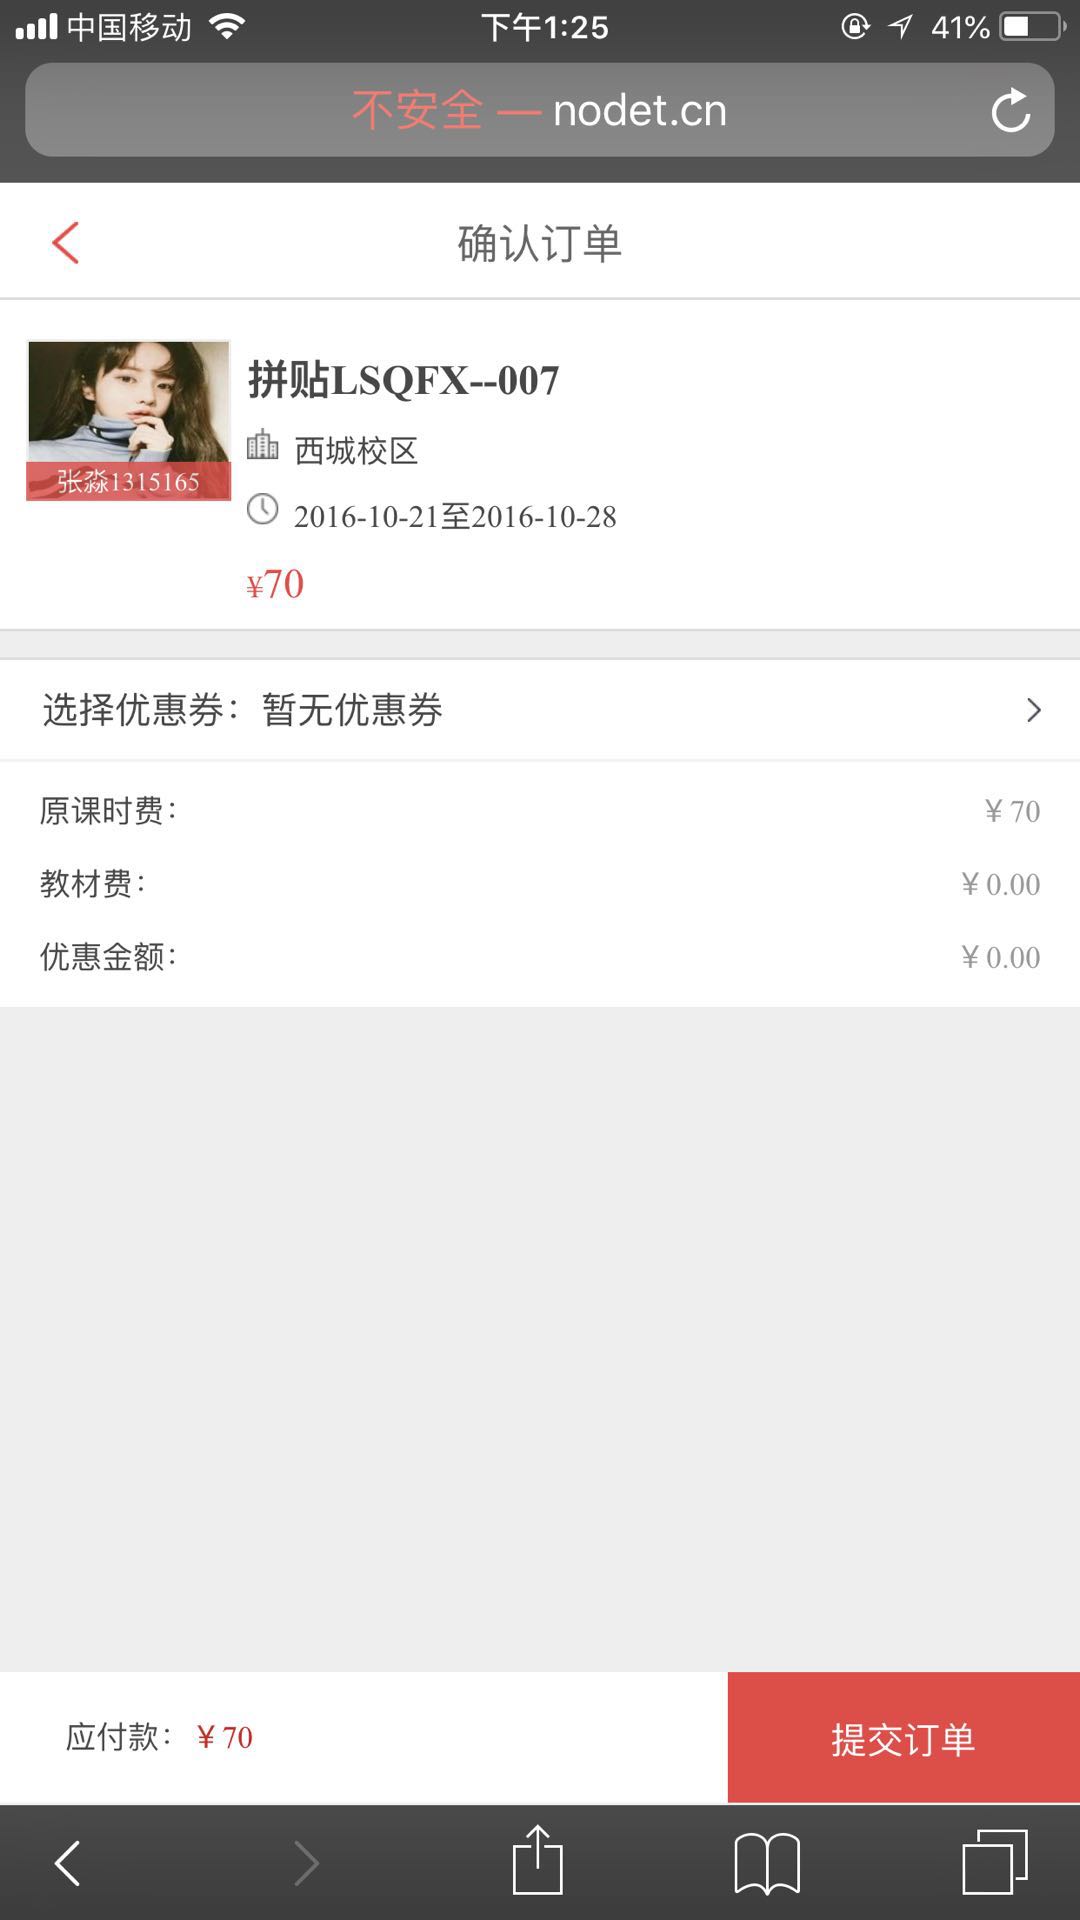 中国移动 下午1:25 41%
不安全 — nodet.cn
确认订单
拼贴LSQFX--007
西城校区
张淼1315165
2016-10-21至2016-10-28
¥70
选择优惠券：暂无优惠券
原课时费： ￥70
教材费： ￥0.00
优惠金额： ￥0.00
应付款： ￥70
提交订单